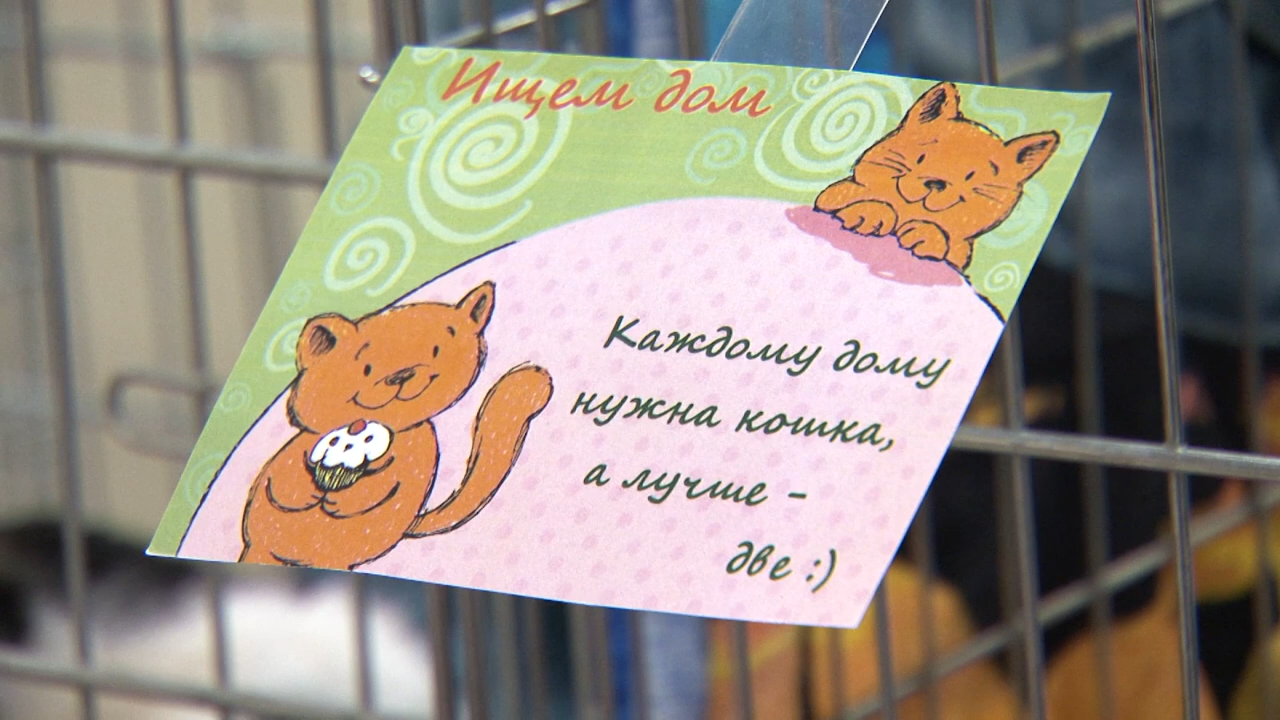 Ищем дом
Каждому дому
нужна кошка,
а лучше -
две :)